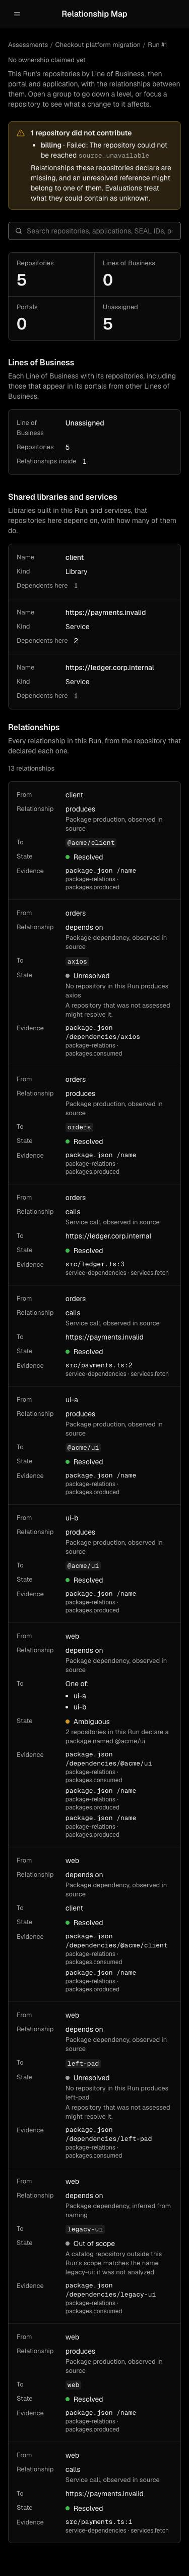 Relationship Map
Assessments / Checkout platform migration / Run #1
No ownership claimed yet
This Run's repositories by Line of Business, then
portal and application, with the relationships between
them. Open a group to go down a level, or focus a
repository to see what a change to it affects.
1 repository did not contribute
• billing · Failed: The repository could not
be reached source_unavailable
Relationships these repositories declare are
missing, and an unresolved reference might
belong to one of them. Evaluations treat
what they could contain as unknown.
Search repositories, applications, SEAL IDs, po
Repositories
5
Lines of Business
0
Portals
0
Unassigned
5
Lines of Business
Each Line of Business with its repositories, including
those that appear in its portals from other Lines of
Business.
Line of
Business
Unassigned
Repositories 5
Relationships inside 1
Shared libraries and services
Libraries built in this Run, and services, that
repositories here depend on, with how many of them
do.
Name client
Kind Library
Dependents here 1
Name https://payments.invalid
Kind Service
Dependents here 2
Name https://ledger.corp.internal
Kind Service
Dependents here 1
Relationships
Every relationship in this Run, from the repository that
declared each one.
13 relationships
From client
Relationship produces
Package production, observed in
source
To @acme/client
State Resolved
Evidence package.json /name
package-relations ·
packages.produced
From orders
Relationship depends on
Package dependency, observed in
source
To axios
State Unresolved
No repository in this Run produces
axios
A repository that was not assessed
might resolve it.
Evidence package.json
/dependencies/axios
package-relations ·
packages.consumed
From orders
Relationship produces
Package production, observed in
source
To orders
State Resolved
Evidence package.json /name
package-relations ·
packages.produced
From orders
Relationship calls
Service call, observed in source
To https://ledger.corp.internal
State Resolved
Evidence src/ledger.ts:3
service-dependencies · services.fetch
From orders
Relationship calls
Service call, observed in source
To https://payments.invalid
State Resolved
Evidence src/payments.ts:2
service-dependencies · services.fetch
From ui-a
Relationship produces
Package production, observed in
source
To @acme/ui
State Resolved
Evidence package.json /name
package-relations ·
packages.produced
From ui-b
Relationship produces
Package production, observed in
source
To @acme/ui
State Resolved
Evidence package.json /name
package-relations ·
packages.produced
From web
Relationship depends on
Package dependency, observed in
source
To One of:
• ui-a
• ui-b
State Ambiguous
2 repositories in this Run declare a
package named @acme/ui
Evidence package.json
/dependencies/@acme/ui
package-relations ·
packages.consumed
package.json /name
package-relations ·
packages.produced
package.json /name
package-relations ·
packages.produced
From web
Relationship depends on
Package dependency, observed in
source
To client
State Resolved
Evidence package.json
/dependencies/@acme/client
package-relations ·
packages.consumed
package.json /name
package-relations ·
packages.produced
From web
Relationship depends on
Package dependency, observed in
source
To left-pad
State Unresolved
No repository in this Run produces
left-pad
A repository that was not assessed
might resolve it.
Evidence package.json
/dependencies/left-pad
package-relations ·
packages.consumed
From web
Relationship depends on
Package dependency, inferred from
naming
To legacy-ui
State Out of scope
A catalog repository outside this
Run's scope matches the name
legacy-ui; it was not analyzed
Evidence package.json
/dependencies/legacy-ui
package-relations ·
packages.consumed
From web
Relationship produces
Package production, observed in
source
To web
State Resolved
Evidence package.json /name
package-relations ·
packages.produced
From web
Relationship calls
Service call, observed in source
To https://payments.invalid
State Resolved
Evidence src/payments.ts:1
service-dependencies · services.fetch